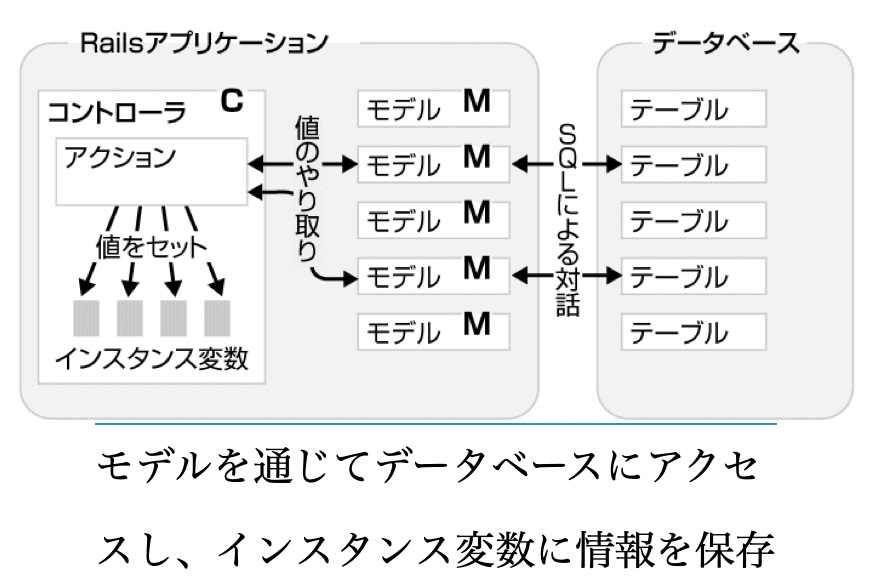 Railsアプリケーション
データベース
コントローラ C
アクション
値をセット
インスタンス変数
値のやり取り
モデル M
モデル M
モデル M
モデル M
モデル M
SQLによる対話
テーブル
テーブル
テーブル
テーブル
テーブル
モデルを通じてデータベースにアクセ
スし、インスタンス変数に情報を保存